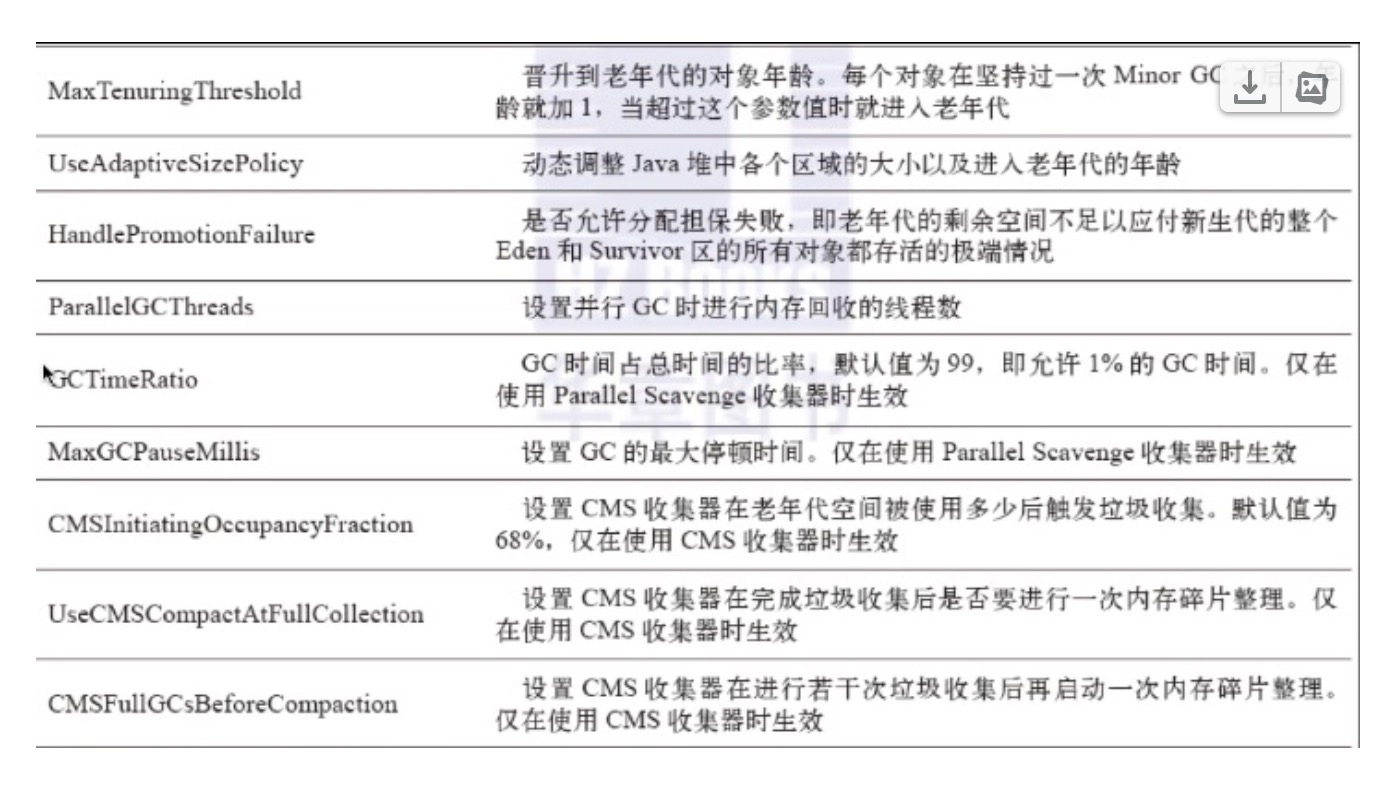 MaxTenuringThreshold
晋升到老年代的对象年龄。每个对象在坚持过一次 Minor GC
龄就加 1，当超过这个参数值时就进入老年代
UseAdaptiveSizePolicy
动态调整 Java 堆中各个区域的大小以及进入老年代的年龄
HandlePromotionFailure
是否允许分配担保失败，即老年代的剩余空间不足以应付新生代的整个
Eden 和 Survivor 区的所有对象都存活的极端情况
ParallelGCThreads
设置并行 GC 时进行内存回收的线程数
GCTimeRatio
GC 时间占总时间的比率，默认值为 99，即允许 1% 的 GC 时间。仅在
使用 Parallel Scavenge 收集器时生效
MaxGCPauseMillis
设置 GC 的最大停顿时间。仅在使用 Parallel Scavenge 收集器时生效
CMSInitiatingOccupancyFraction
设置 CMS 收集器在老年代空间被使用多少后触发垃圾收集。默认值为
68%，仅在使用 CMS 收集器时生效
UseCMSCompactAtFullCollection
设置 CMS 收集器在完成垃圾收集后是否要进行一次内存碎片整理。仅
在使用 CMS 收集器时生效
CMSFullGCsBeforeCompaction
设置 CMS 收集器在进行若干次垃圾收集后再启动一次内存碎片整理。
仅在使用 CMS 收集器时生效